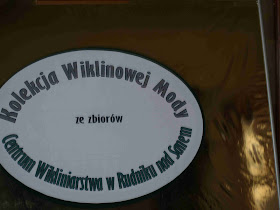 Kolekcja Wiklinowej Mody
ze zbiorów
Centrum Wikliniarstwa w Rudniku nad Sanem